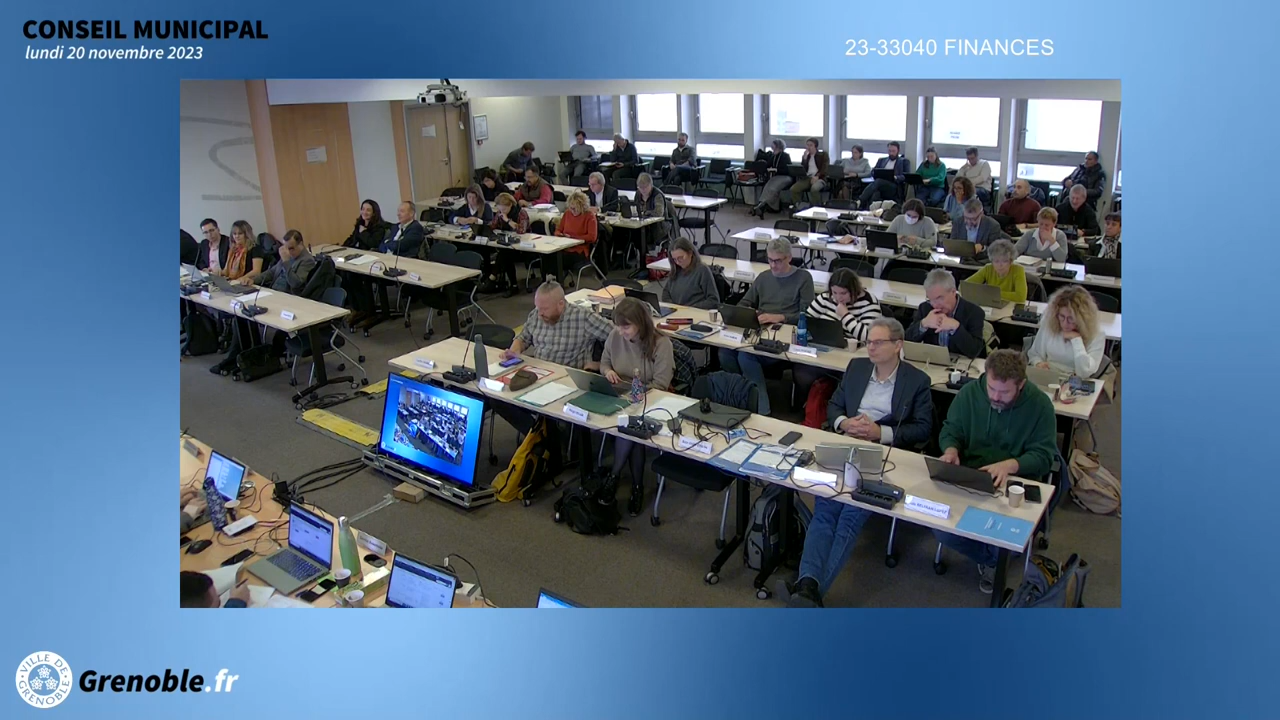 CONSEIL MUNICIPAL
lundi 20 novembre 2023
23-33040 FINANCES
VILLE DE GRENOBLE
Grenoble.fr